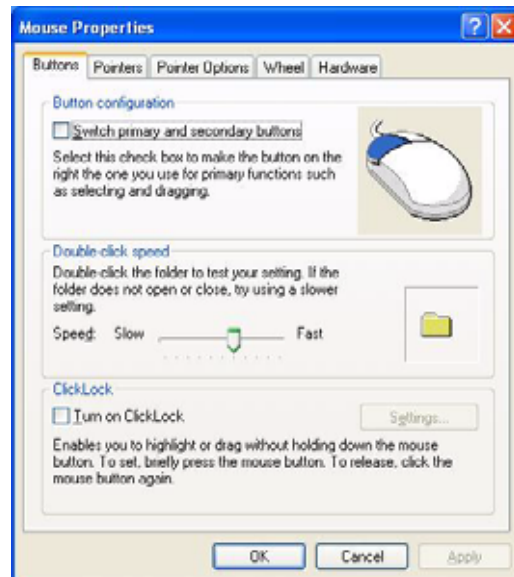 Mouse Properties
Buttons Pointers Pointer Options Wheel Hardware
Button configuration
Switch primary and secondary buttons
Select this check box to make the button on the
right the one you use for primary functions such
as selecting and dragging.
Double-click speed
Double-click the folder to test your setting. If the
folder does not open or close, try using a slower
setting.
Speed: Slow Fast
ClickLock
Turn on ClickLock
Settings...
Enables you to highlight or drag without holding down the mouse
button. To set, briefly press the mouse button. To release, click the
mouse button again.
OK Cancel Apply